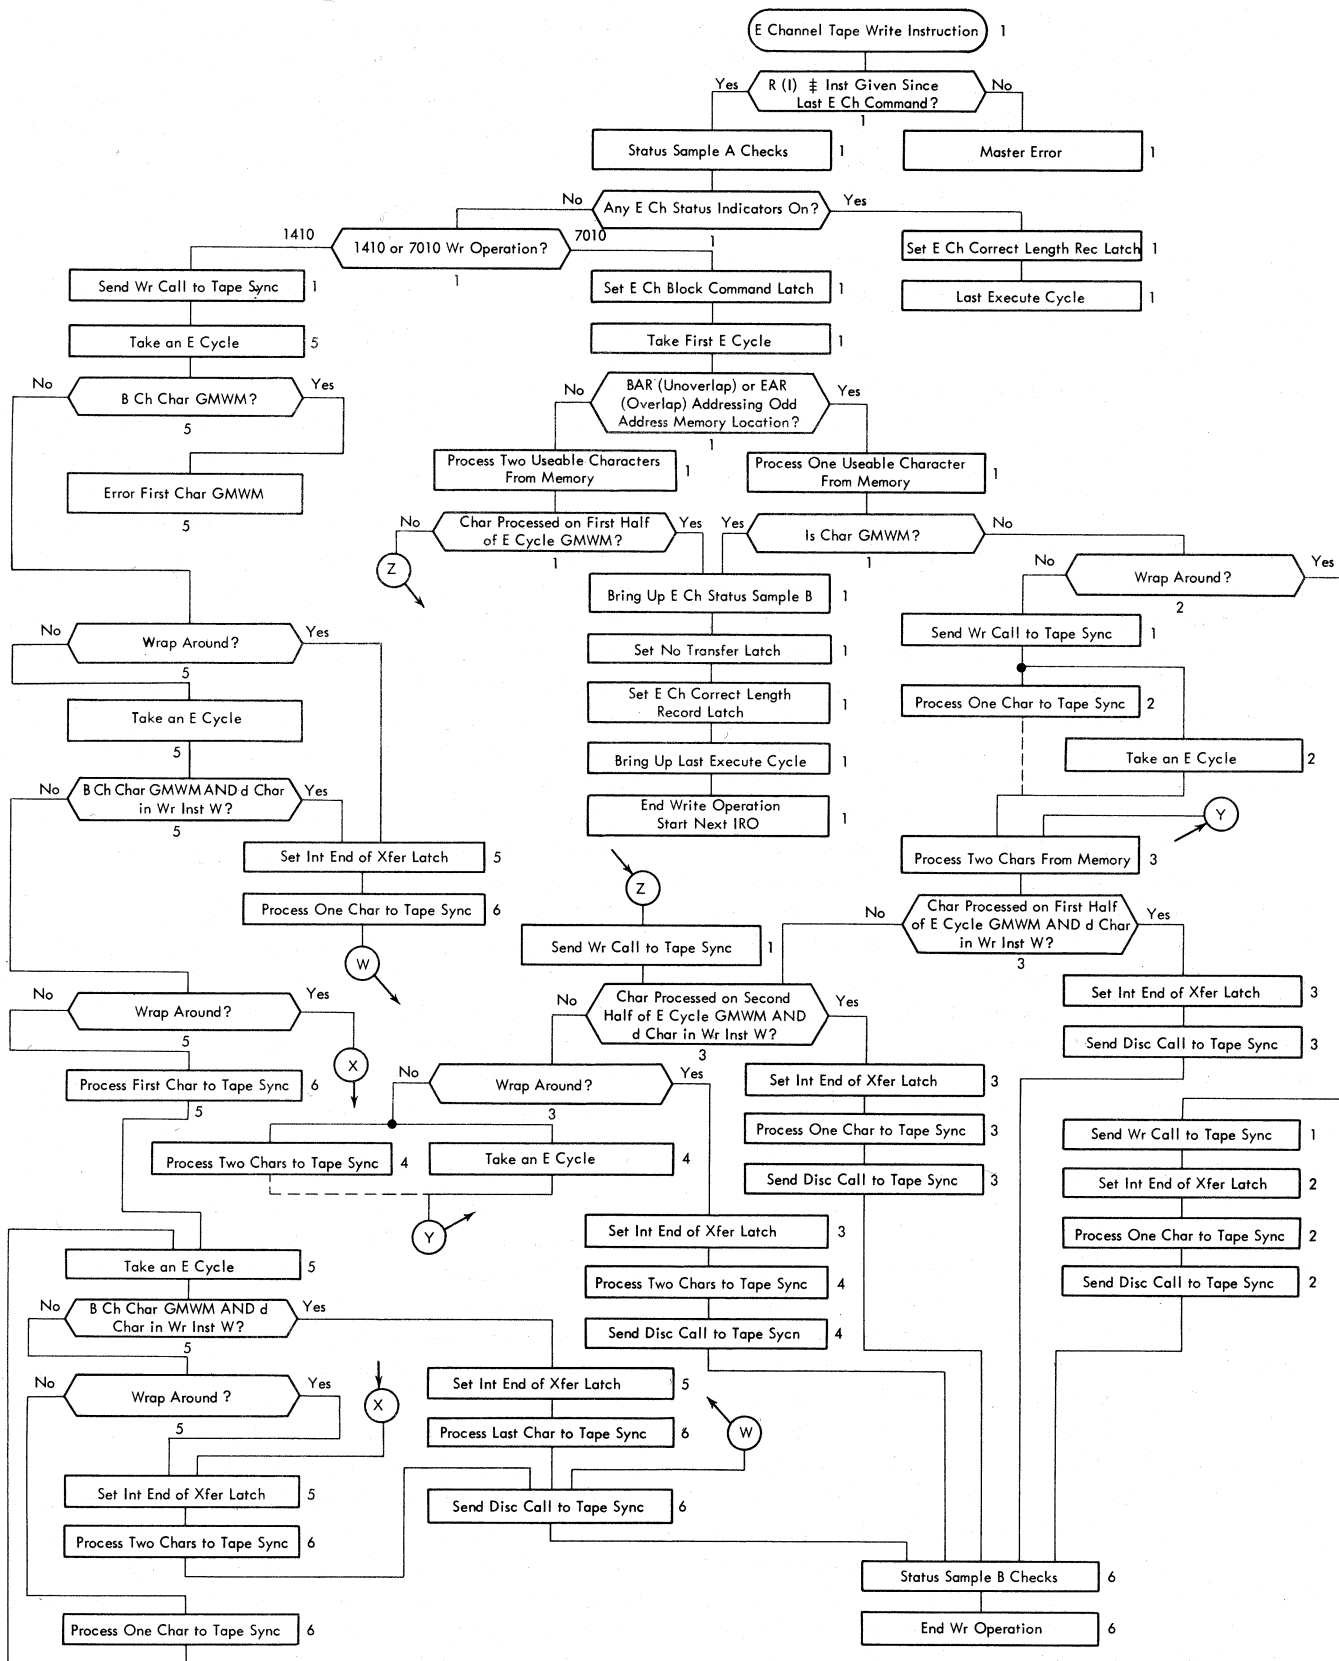 E Channel Tape Write Instruction 1
Yes
R (I) ⧧ Inst Given Since
Last E Ch Command?
No
1
Status Sample A Checks 1
Master Error 1
No
Any E Ch Status Indicators On?
Yes
1
1410
1410 or 7010 Wr Operation?
7010
1
Set E Ch Correct Length Rec Latch 1
Last Execute Cycle 1
Send Wr Call to Tape Sync 1
Set E Ch Block Command Latch 1
Take an E Cycle 5
Take First E Cycle 1
No
B Ch Char GMWM?
Yes
5
No
BAR (Unoverlap) or EAR
(Overlap) Addressing Odd
Address Memory Location?
Yes
1
Error First Char GMWM
5
Process Two Useable Characters
From Memory
1
Process One Useable Character
From Memory
1
No
Char Processed on First Half
of E Cycle GMWM?
Yes
1
Yes
Is Char GMWM?
No
1
Z
No
Wrap Around?
Yes
2
Bring Up E Ch Status Sample B 1
Set No Transfer Latch 1
Set E Ch Correct Length
Record Latch
1
Bring Up Last Execute Cycle 1
End Write Operation
Start Next IRO
1
Send Wr Call to Tape Sync 1
Process One Char to Tape Sync 2
Take an E Cycle 2
Y
Process Two Chars From Memory 3
No
Wrap Around?
Yes
5
Take an E Cycle
5
No
B Ch Char GMWM AND d Char
in Wr Inst W?
Yes
5
Set Int End of Xfer Latch 5
Process One Char to Tape Sync 6
W
Z
Send Wr Call to Tape Sync 1
No
Char Processed on First Half
of E Cycle GMWM AND d Char
in Wr Inst W?
Yes
3
Set Int End of Xfer Latch 3
Send Disc Call to Tape Sync 3
No
Char Processed on Second
Half of E Cycle GMWM AND
d Char in Wr Inst W?
Yes
3
No
Wrap Around?
Yes
5
X
Process First Char to Tape Sync 6
5
No
Wrap Around?
Yes
3
Set Int End of Xfer Latch 3
Process One Char to Tape Sync 3
Send Disc Call to Tape Sync 3
Process Two Chars to Tape Sync 4
Take an E Cycle 4
Y
Send Wr Call to Tape Sync 1
Set Int End of Xfer Latch 2
Process One Char to Tape Sync 2
Send Disc Call to Tape Sync 2
Set Int End of Xfer Latch 3
Process Two Chars to Tape Sync 4
Send Disc Call to Tape Sycn 4
Take an E Cycle 5
No
B Ch Char GMWM AND d
Char in Wr Inst W?
Yes
5
No
Wrap Around ?
Yes
5
X
Set Int End of Xfer Latch 5
Process Last Char to Tape Sync 6
W
Send Disc Call to Tape Sync 6
Set Int End of Xfer Latch 5
Process Two Chars to Tape Sync 6
Status Sample B Checks 6
Process One Char to Tape Sync 6
End Wr Operation 6